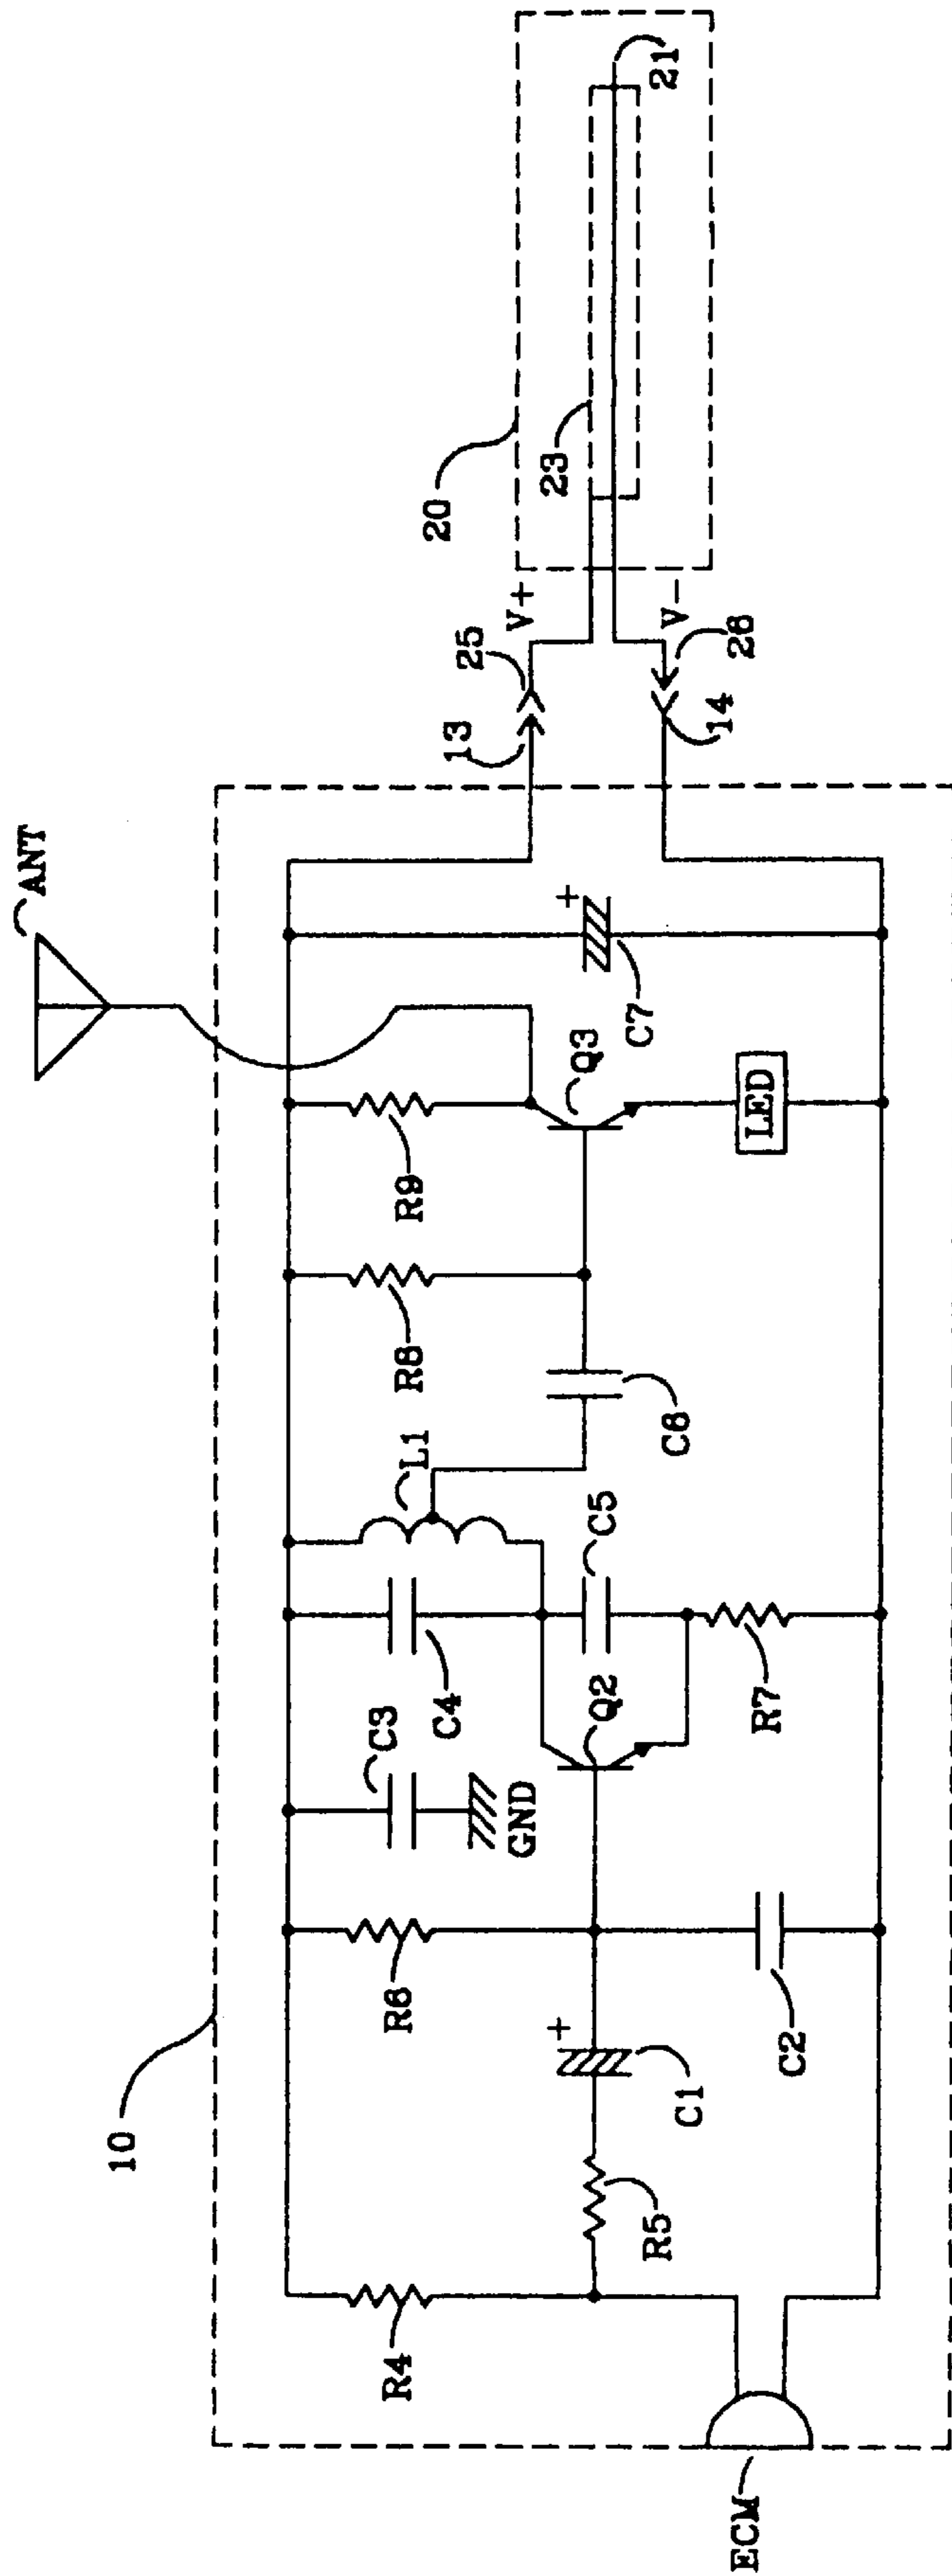 ANT
10
20
R4
R6
C3
C4
L1
R8
R9
13
25
V+
23
GND
+
C5
+
21
R5
C1
Q2
C6
Q3
C7
14
V-
26
ECM
C2
R7
LED